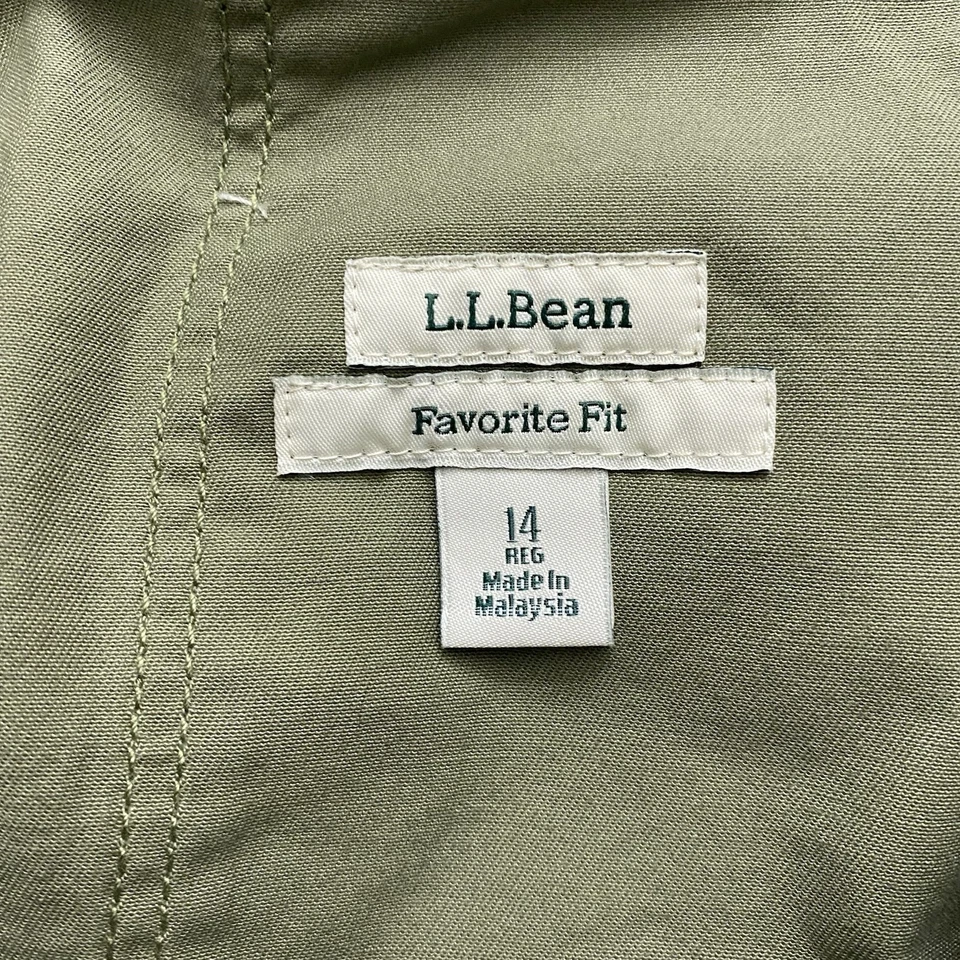 L.L.Bean
Favorite Fit
14
REG
Made In
Malaysia